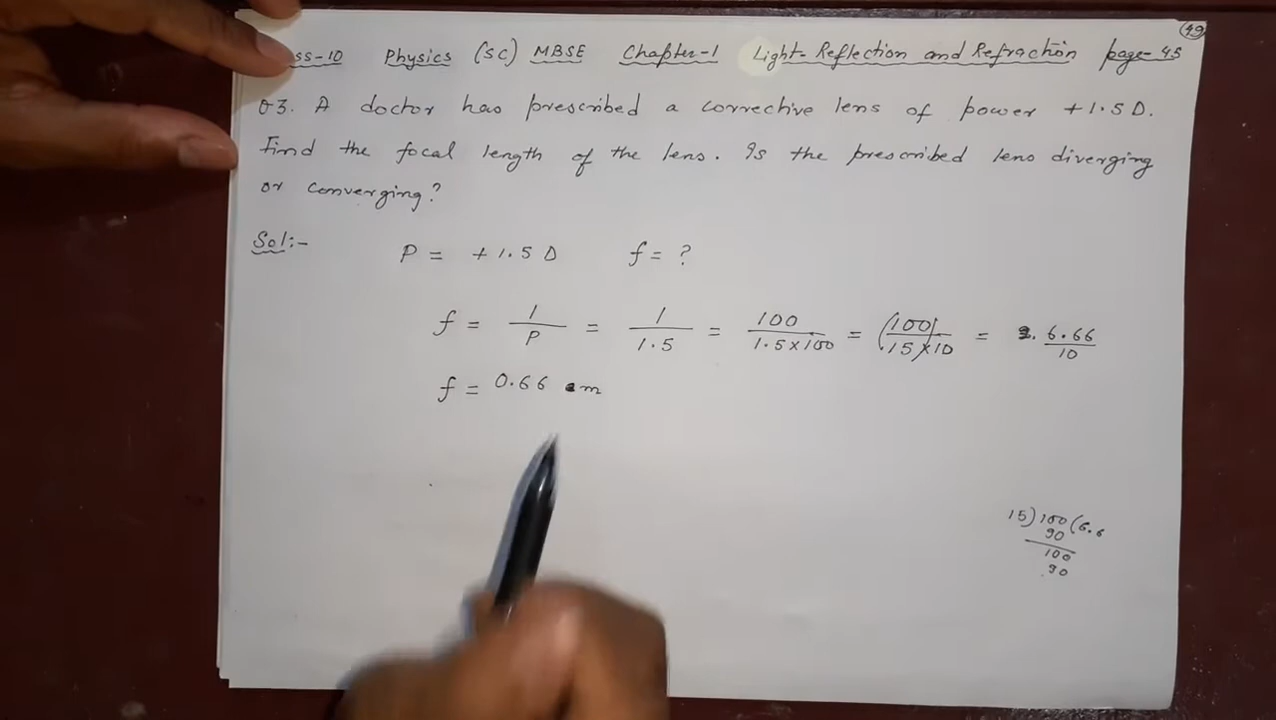 ss-10 Physics (SC) MBSE Chapter-1 Light-Reflection and Refraction page-45
49
Q3. A doctor has prescribed a corrective lens of power +1.5 D.
Find the focal length of the lens. Is the prescribed lens diverging
or converging?
Sol:- P = +1.5 D f = ?
f = 1/P = 1/1.5 = 100/1.5×100 = 100/15×10 = 6.66/10
f = 0.66 m
15)100(6.6
90
100
90